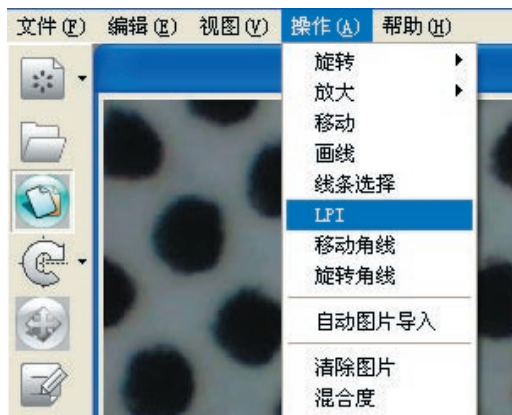 文件(F) 编辑(E) 视图(V) 操作(A) 帮助(H)
旋转
放大
移动
画线
线条选择
LPI
移动角线
旋转角线
自动图片导入
清除图片
混合度